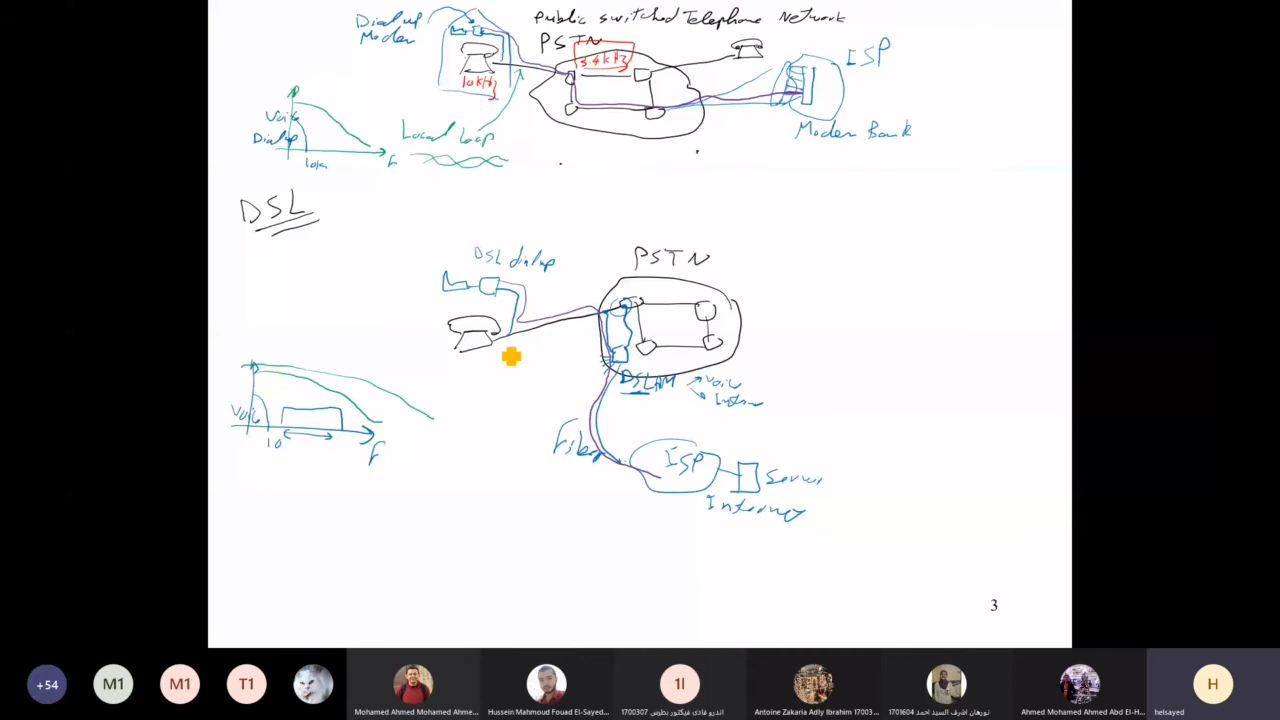 Public switched Telephone Network
Dialup
Modem
PSTN
3.4kHz
ISP
10kHz
Voice
Dialup
10k
F
Local loop
Modem Bank
DSL
DSL dialup
PSTN
DSLAM
Voice
Voice
10
F
Fiber
ISP
Server
Internet
3
+54
M1
M1
T1
1I
H
Mohamed Ahmed Mohamed Ahme...
Hussein Mahmoud Fouad El-Sayed...
1700307 اندرو فادى فيكتور بطرس
Antoine Zakaria Adly Ibrahim 17003...
1701604 نورهان اشرف السيد احمد
Ahmed Mohamed Ahmed Abd El-H...
helsayed